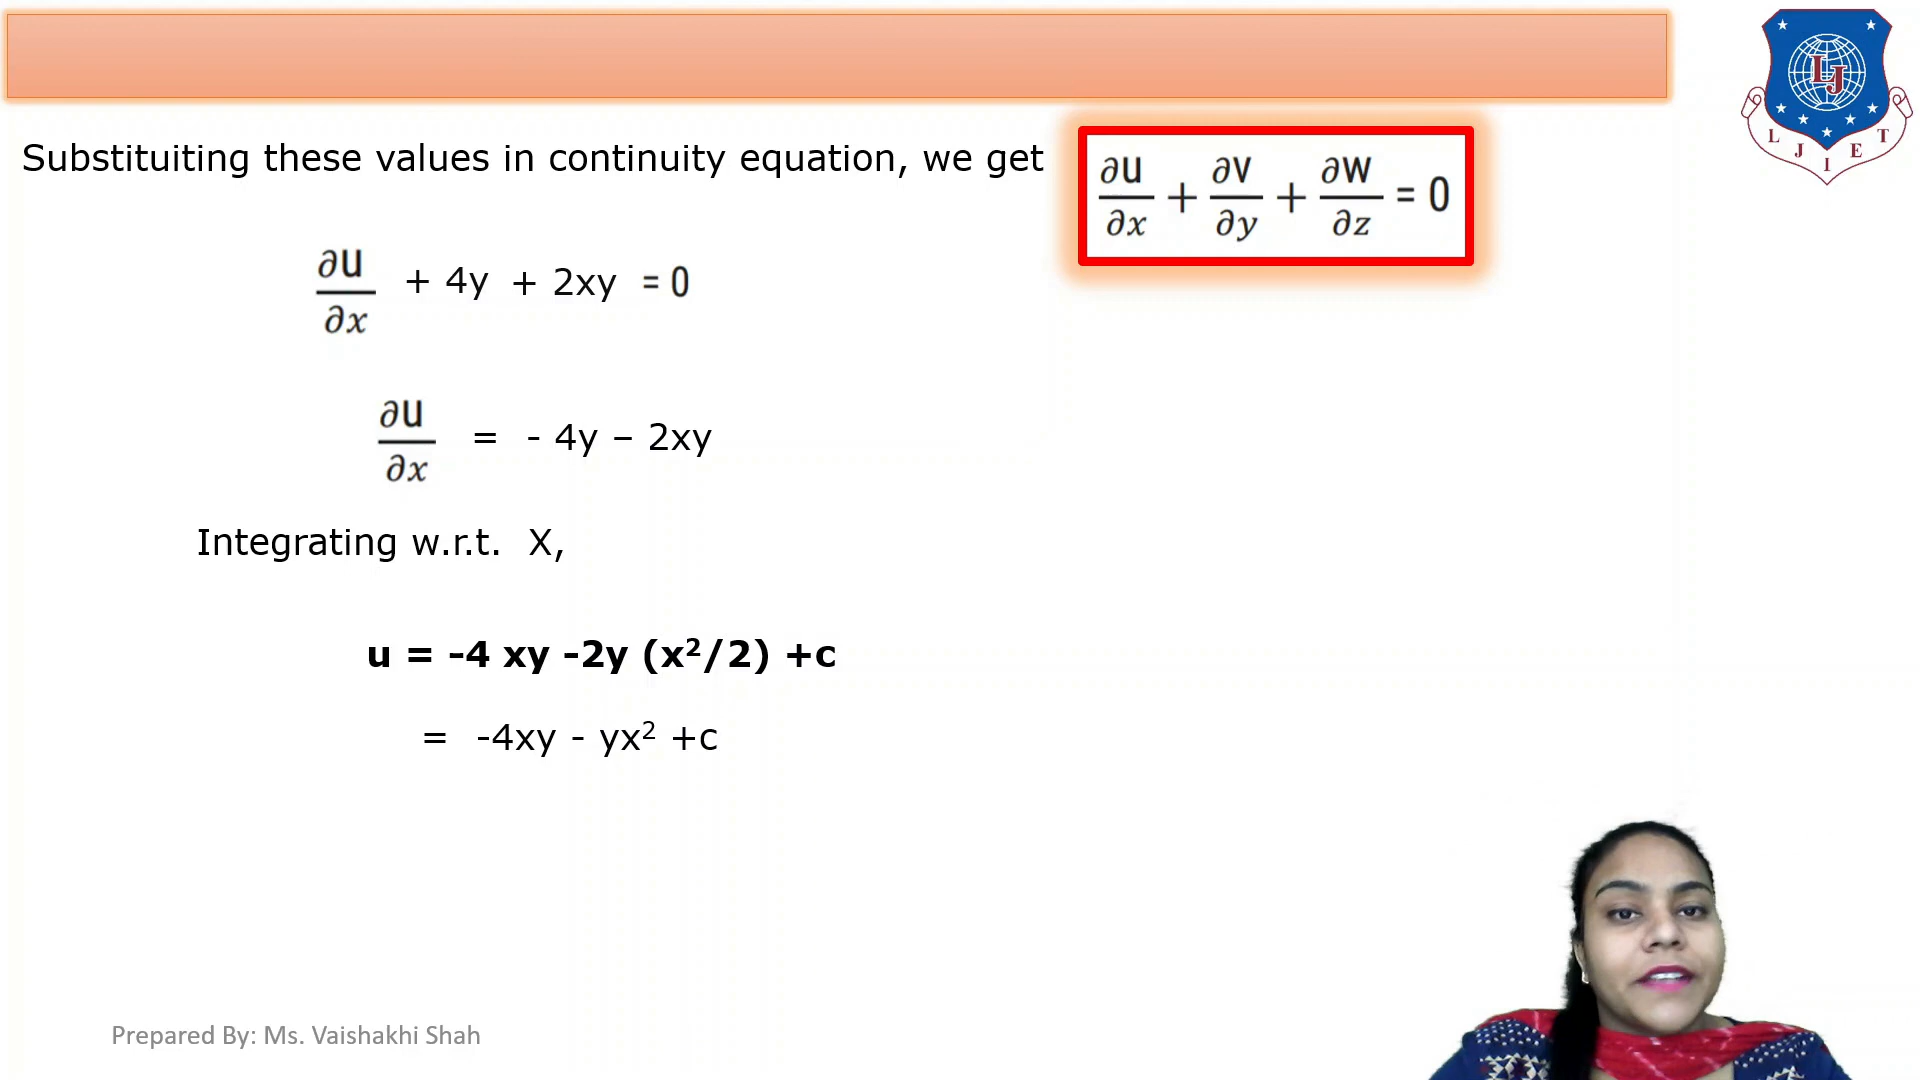 Substituiting these values in continuity equation, we get
∂u/∂x + ∂v/∂y + ∂w/∂z = 0
∂u/∂x + 4y + 2xy = 0
∂u/∂x = - 4y – 2xy
Integrating w.r.t. X,
u = -4 xy -2y (x²/2) +c
= -4xy - yx² +c
Prepared By: Ms. Vaishakhi Shah
LJ
L J I E T